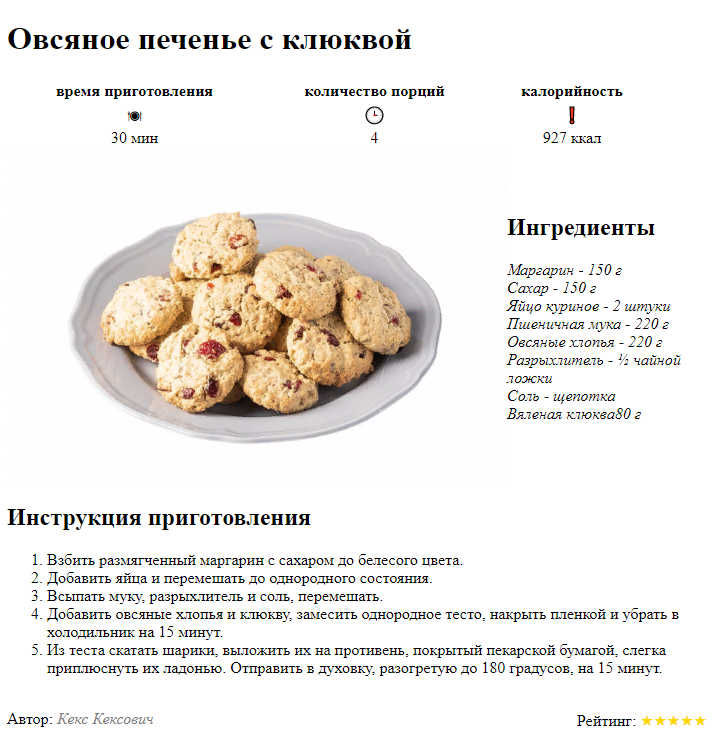 Овсяное печенье с клюквой
время приготовления количество порций калорийность
30 мин 4 927 ккал
Ингредиенты
Маргарин - 150 г
Сахар - 150 г
Яйцо куриное - 2 штуки
Пшеничная мука - 220 г
Овсяные хлопья - 220 г
Разрыхлитель - ½ чайной
ложки
Соль - щепотка
Вяленая клюква80 г
Инструкция приготовления
1. Взбить размягченный маргарин с сахаром до белесого цвета.
2. Добавить яйца и перемешать до однородного состояния.
3. Всыпать муку, разрыхлитель и соль, перемешать.
4. Добавить овсяные хлопья и клюкву, замесить однородное тесто, накрыть пленкой и убрать в
холодильник на 15 минут.
5. Из теста скатать шарики, выложить их на противень, покрытый пекарской бумагой, слегка
приплюснуть их ладонью. Отправить в духовку, разогретую до 180 градусов, на 15 минут.
Автор: Кекс Кексович Рейтинг: ★★★★★